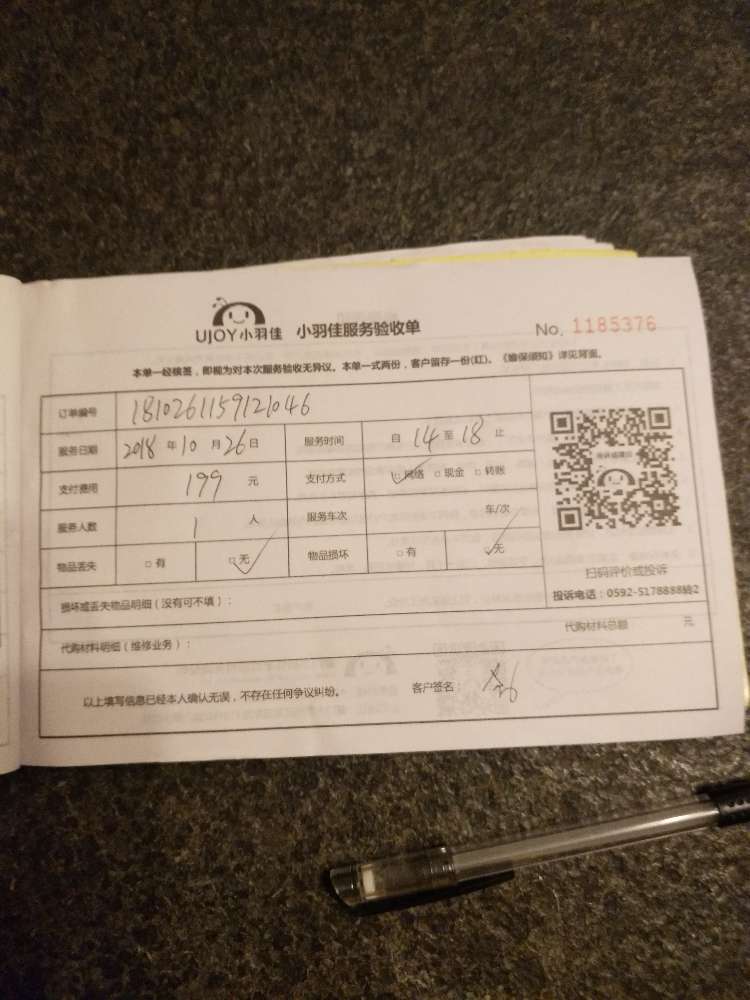 UJOY小羽佳 小羽佳服务验收单 No. 1185376
本单一经核签，即视为对本次服务验收无异议。本单一式两份，客户留存一份(红)。《确保须知》详见背面。
订单编号 181026115912046
服务日期 2018 年 10 月 26 日 服务时间 自 14 至 18 止
支付费用 199 元 支付方式 网络 现金 转账
服务人数 1 人 服务车次 车/次
物品丢失 有 无 物品损坏 有 无
扫码评价或投诉
投诉电话：0592-5178888转2
损坏或丢失物品明细（没有可不填）：
代购材料明细（维修业务）： 代购材料总额 元
以上填写信息已经本人确认无误，不存在任何争议纠纷。 客户签名：